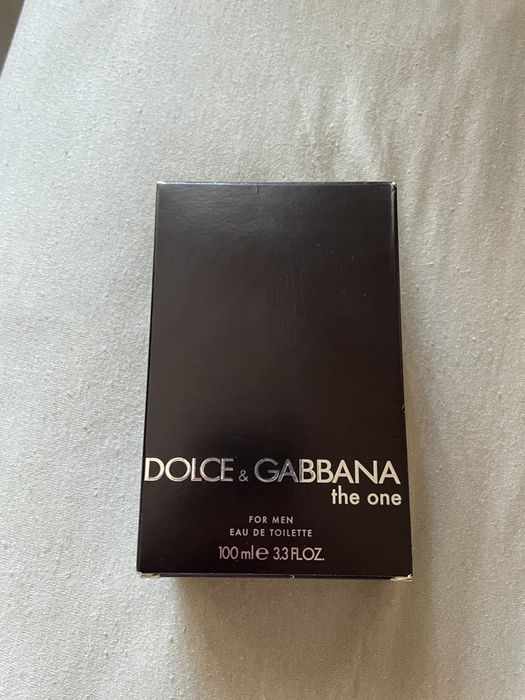 DOLCE & GABBANA
the one
FOR MEN
EAU DE TOILETTE
100 ml ℮ 3.3 FL.OZ.